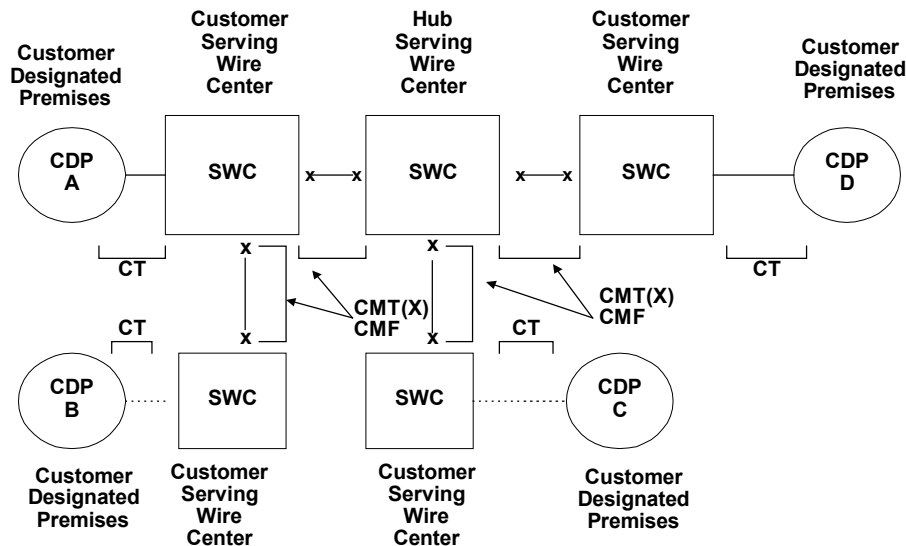 Customer
Serving
Wire
Center
Hub
Serving
Wire
Center
Customer
Serving
Wire
Center
Customer
Designated
Premises
Customer
Designated
Premises
CDP
A
SWC
x
x
SWC
x
x
SWC
CDP
D
CT
x
x
CT
CMT(X)
CMF
CMT(X)
CMF
CT
x
x
CT
CDP
B
SWC
SWC
CDP
C
Customer
Designated
Premises
Customer
Serving
Wire
Center
Customer
Serving
Wire
Center
Customer
Designated
Premises